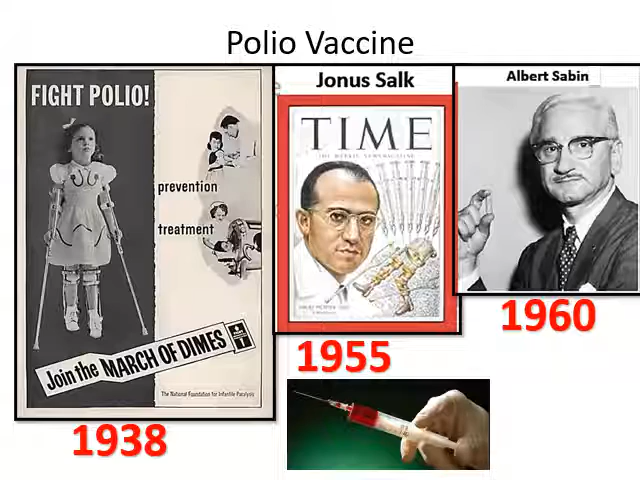 Polio Vaccine
FIGHT POLIO!
prevention
treatment
Join the MARCH OF DIMES
The National Foundation for Infantile Paralysis
1938
Jonus Salk
TIME
THE WEEKLY NEWSMAGAZINE
1955
Albert Sabin
1960